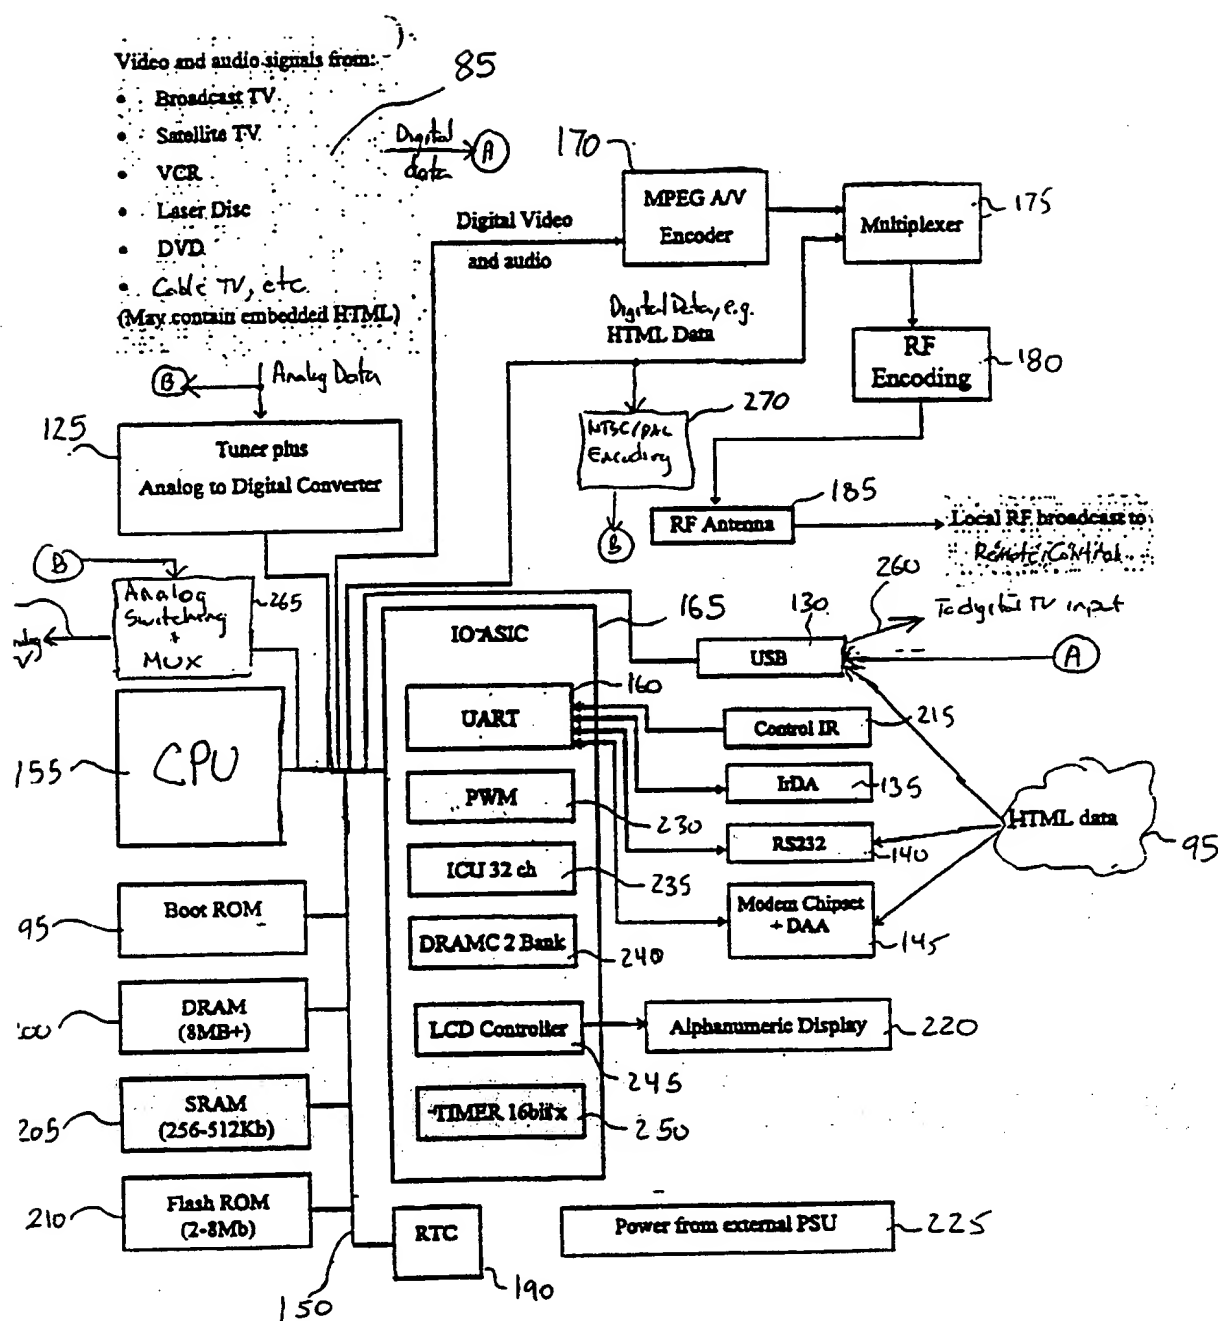 Video and audio signals from:
• Broadcast TV
• Satellite TV
• VCR
• Laser Disc
• DVD
• Cable TV, etc.
(May contain embedded HTML)
85
Digital data
A
B
Analog Data
125
Tuner plus
Analog to Digital Converter
Digital Video
and audio
170
MPEG A/V
Encoder
Multiplexer
175
Digital Data, e.g.
HTML Data
RF
Encoding
180
270
NTSC/PAL
Encoding
B
185
RF Antenna
Local RF broadcast to
Remote Control
B
Analog
Switching
+
MUX
265
IO ASIC
165
130
USB
260
To digital TV input
A
160
UART
Control IR
215
155
CPU
PWM
230
IrDA
135
RS232
140
HTML data
95
ICU 32 ch
235
Modem Chipset
+ DAA
145
95
Boot ROM
DRAMC 2 Bank
240
00
DRAM
(8MB+)
LCD Controller
245
Alphanumeric Display
220
205
SRAM
(256-512Kb)
TIMER 16bit x
250
210
Flash ROM
(2-8Mb)
RTC
190
Power from external PSU
225
150